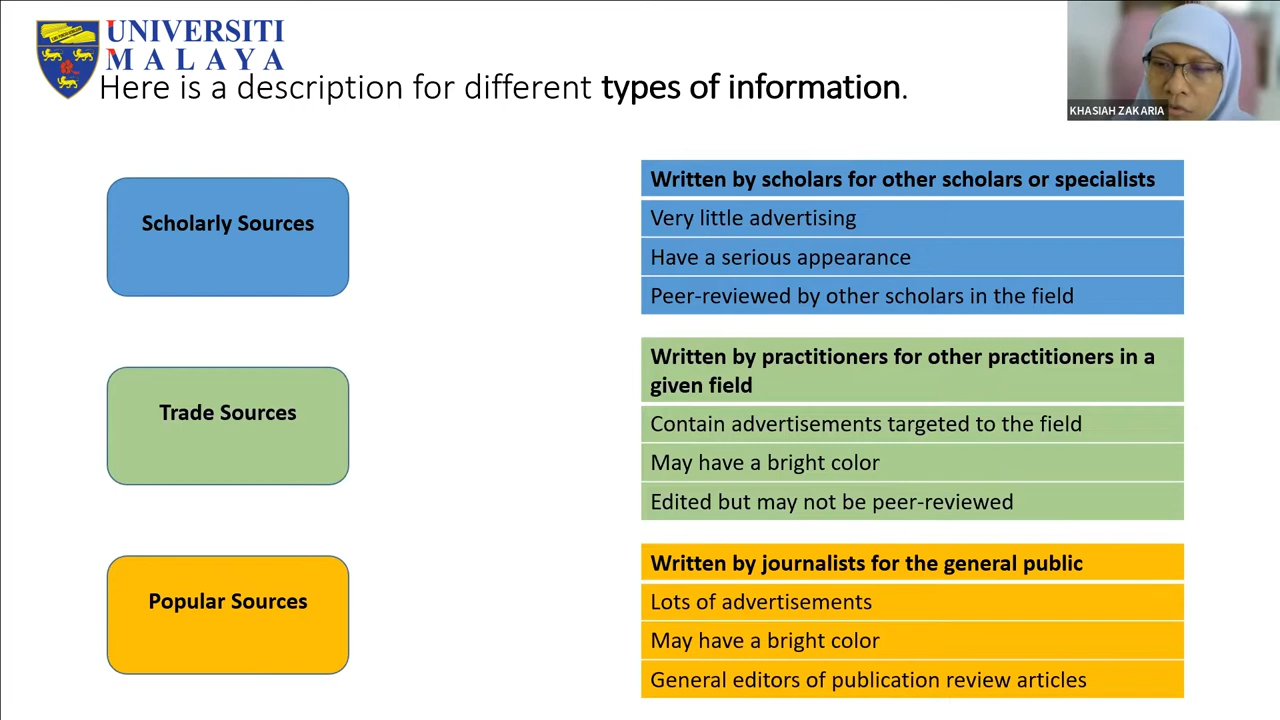 UNIVERSITI
MALAYA
Here is a description for different types of information.
KHASIAH ZAKARIA
Scholarly Sources
Written by scholars for other scholars or specialists
Very little advertising
Have a serious appearance
Peer-reviewed by other scholars in the field
Trade Sources
Written by practitioners for other practitioners in a
given field
Contain advertisements targeted to the field
May have a bright color
Edited but may not be peer-reviewed
Popular Sources
Written by journalists for the general public
Lots of advertisements
May have a bright color
General editors of publication review articles